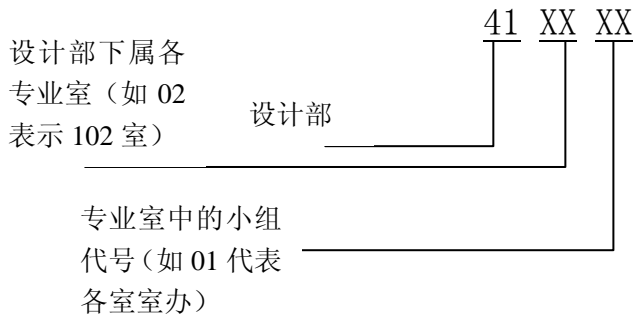 41 XX XX
设计部下属各
专业室（如 02
表示 102 室）
设计部
专业室中的小组
代号（如 01 代表
各室室办）